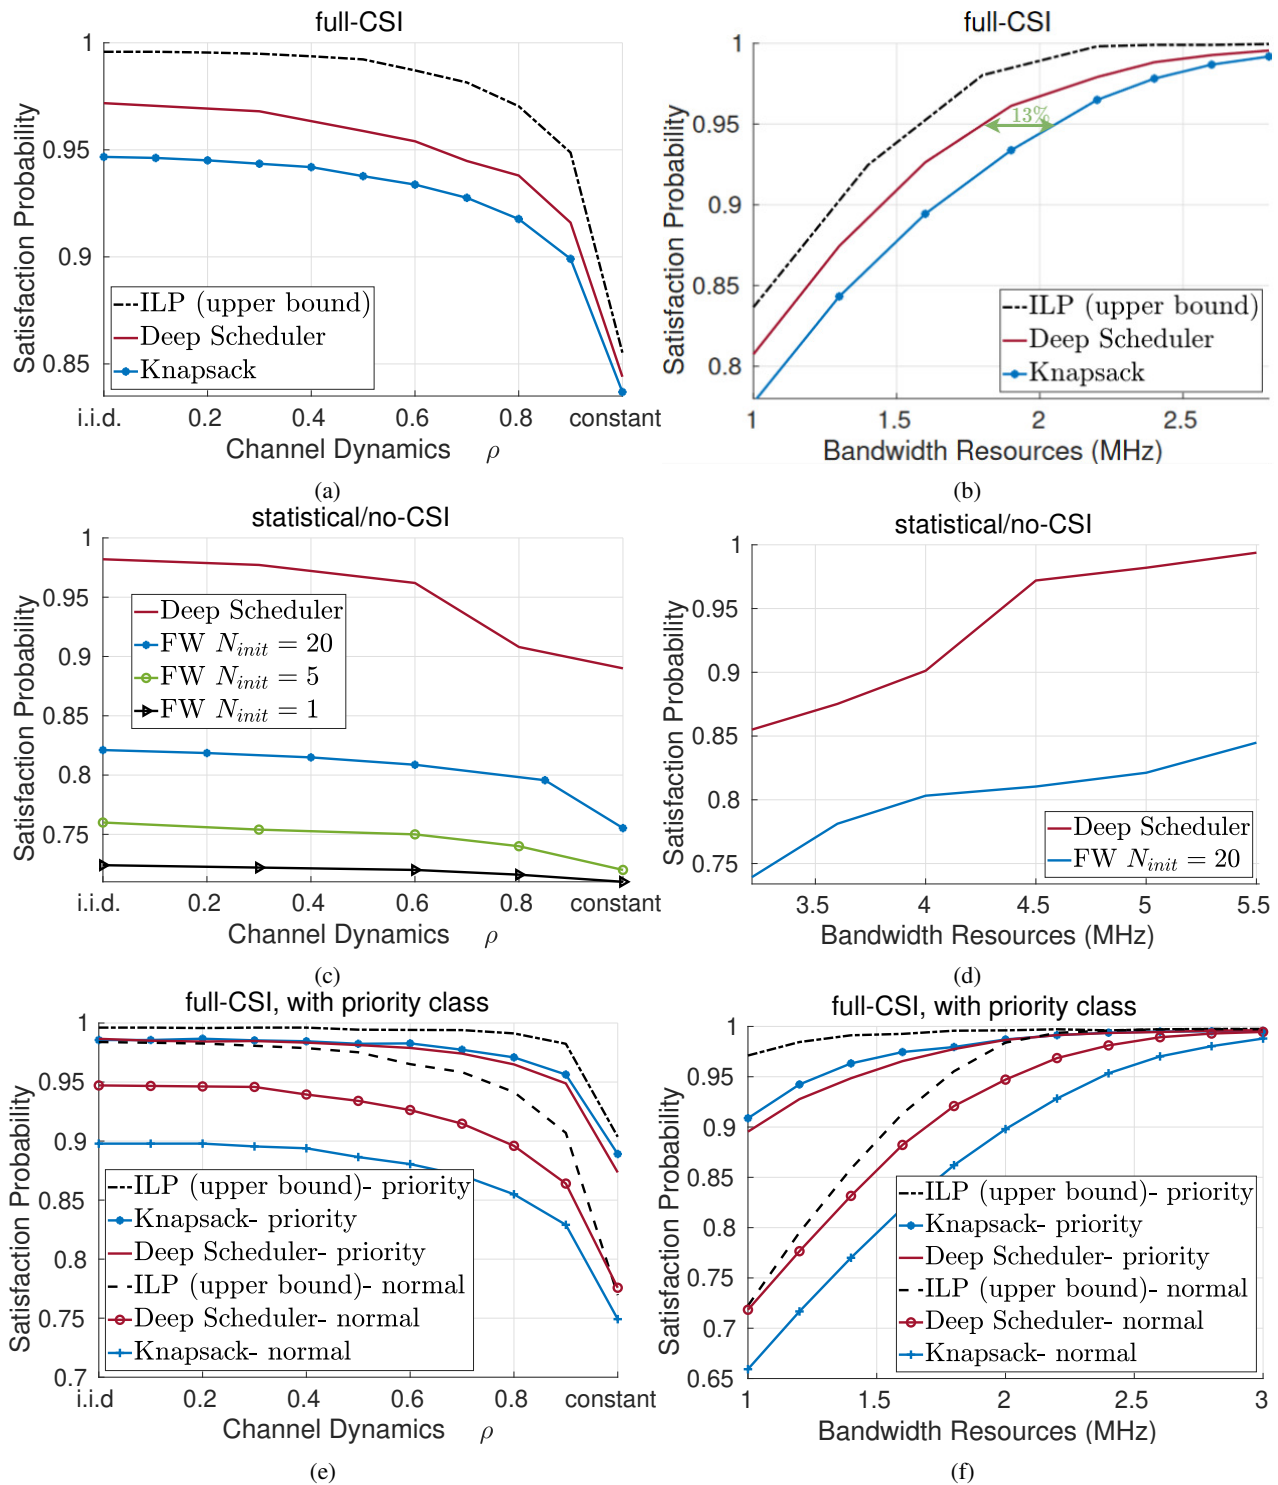 full-CSI
1
0.95
0.9
0.85
Satisfaction Probability
ILP (upper bound)
Deep Scheduler
Knapsack
i.i.d. 0.2 0.4 0.6 0.8 constant
Channel Dynamics ρ
(a)
full-CSI
1
0.95
0.9
0.85
0.8
Satisfaction Probability
13%
ILP (upper bound)
Deep Scheduler
Knapsack
1 1.5 2 2.5
Bandwidth Resources (MHz)
(b)
statistical/no-CSI
1
0.95
0.9
0.85
0.8
0.75
Satisfaction Probability
Deep Scheduler
FW N_init = 20
FW N_init = 5
FW N_init = 1
i.i.d. 0.2 0.4 0.6 0.8 constant
Channel Dynamics ρ
(c)
statistical/no-CSI
1
0.95
0.9
0.85
0.8
0.75
Satisfaction Probability
Deep Scheduler
FW N_init = 20
3.5 4 4.5 5 5.5
Bandwidth Resources (MHz)
(d)
full-CSI, with priority class
1
0.95
0.9
0.85
0.8
0.75
0.7
Satisfaction Probability
ILP (upper bound)- priority
Knapsack- priority
Deep Scheduler- priority
ILP (upper bound)- normal
Deep Scheduler- normal
Knapsack- normal
i.i.d 0.2 0.4 0.6 0.8 constant
Channel Dynamics ρ
(e)
full-CSI, with priority class
1
0.95
0.9
0.85
0.8
0.75
0.7
0.65
Satisfaction Probability
ILP (upper bound)- priority
Knapsack- priority
Deep Scheduler- priority
ILP (upper bound)- normal
Deep Scheduler- normal
Knapsack- normal
1 1.5 2 2.5 3
Bandwidth Resources (MHz)
(f)